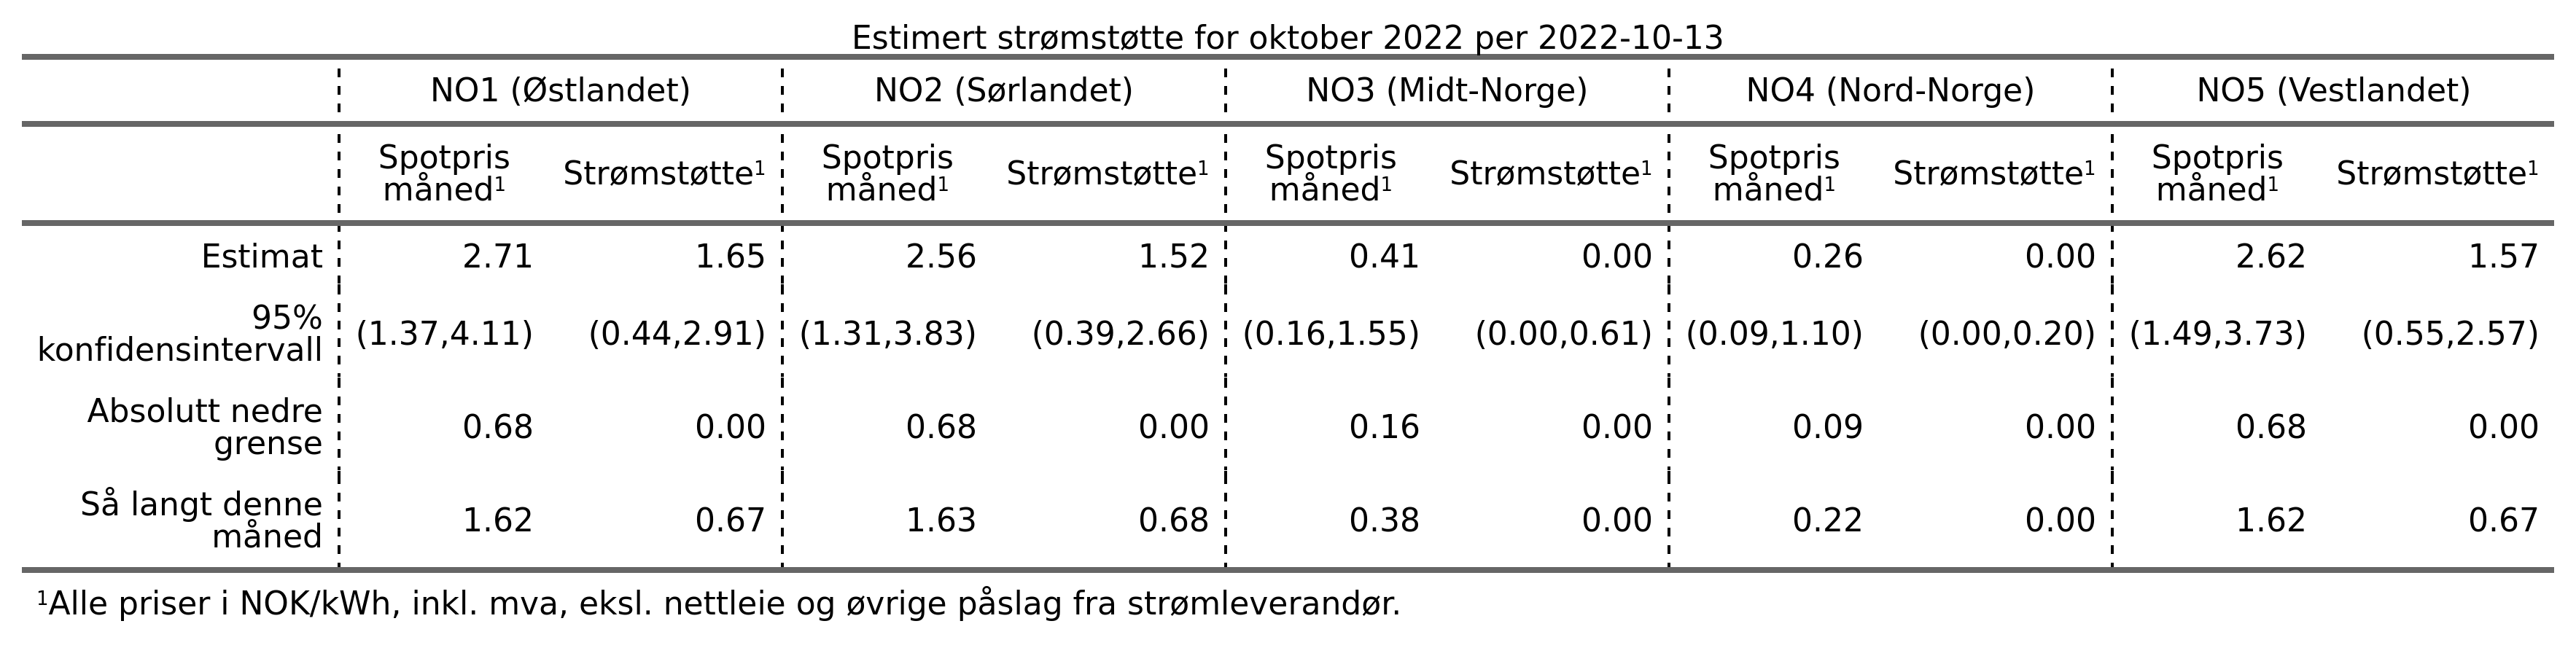 Estimert strømstøtte for oktober 2022 per 2022-10-13
NO1 (Østlandet) NO2 (Sørlandet) NO3 (Midt-Norge) NO4 (Nord-Norge) NO5 (Vestlandet)
Spotpris måned¹ Strømstøtte¹ Spotpris måned¹ Strømstøtte¹ Spotpris måned¹ Strømstøtte¹ Spotpris måned¹ Strømstøtte¹ Spotpris måned¹ Strømstøtte¹
Estimat 2.71 1.65 2.56 1.52 0.41 0.00 0.26 0.00 2.62 1.57
95% konfidensintervall (1.37,4.11) (0.44,2.91) (1.31,3.83) (0.39,2.66) (0.16,1.55) (0.00,0.61) (0.09,1.10) (0.00,0.20) (1.49,3.73) (0.55,2.57)
Absolutt nedre grense 0.68 0.00 0.68 0.00 0.16 0.00 0.09 0.00 0.68 0.00
Så langt denne måned 1.62 0.67 1.63 0.68 0.38 0.00 0.22 0.00 1.62 0.67
¹Alle priser i NOK/kWh, inkl. mva, eksl. nettleie og øvrige påslag fra strømleverandør.